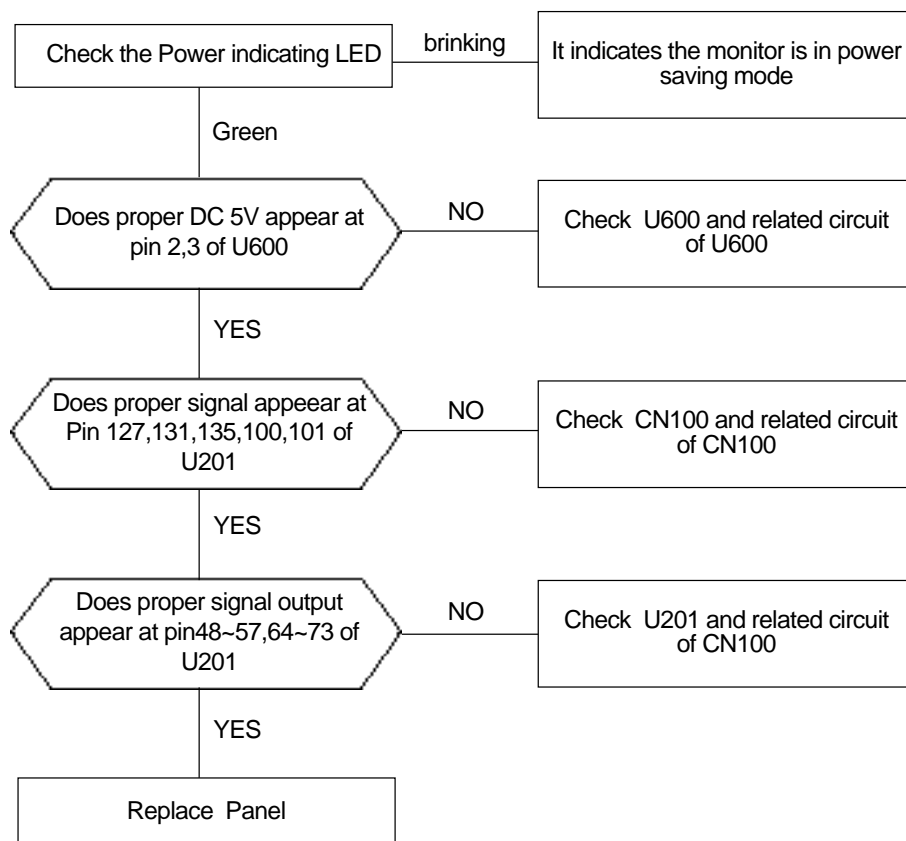 Check the Power indicating LED
brinking
It indicates the monitor is in power
saving mode
Green
Does proper DC 5V appear at
pin 2,3 of U600
NO
Check U600 and related circuit
of U600
YES
Does proper signal appeear at
Pin 127,131,135,100,101 of
U201
NO
Check CN100 and related circuit
of CN100
YES
Does proper signal output
appear at pin48~57,64~73 of
U201
NO
Check U201 and related circuit
of CN100
YES
Replace Panel